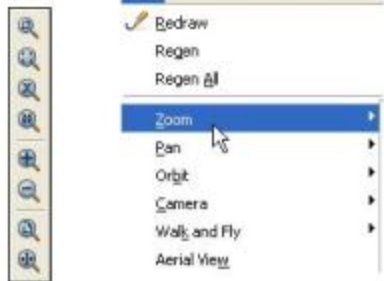 Redraw
Regen
Regen All
Zoom
Pan
Orbit
Camera
Walk and Fly
Aerial View